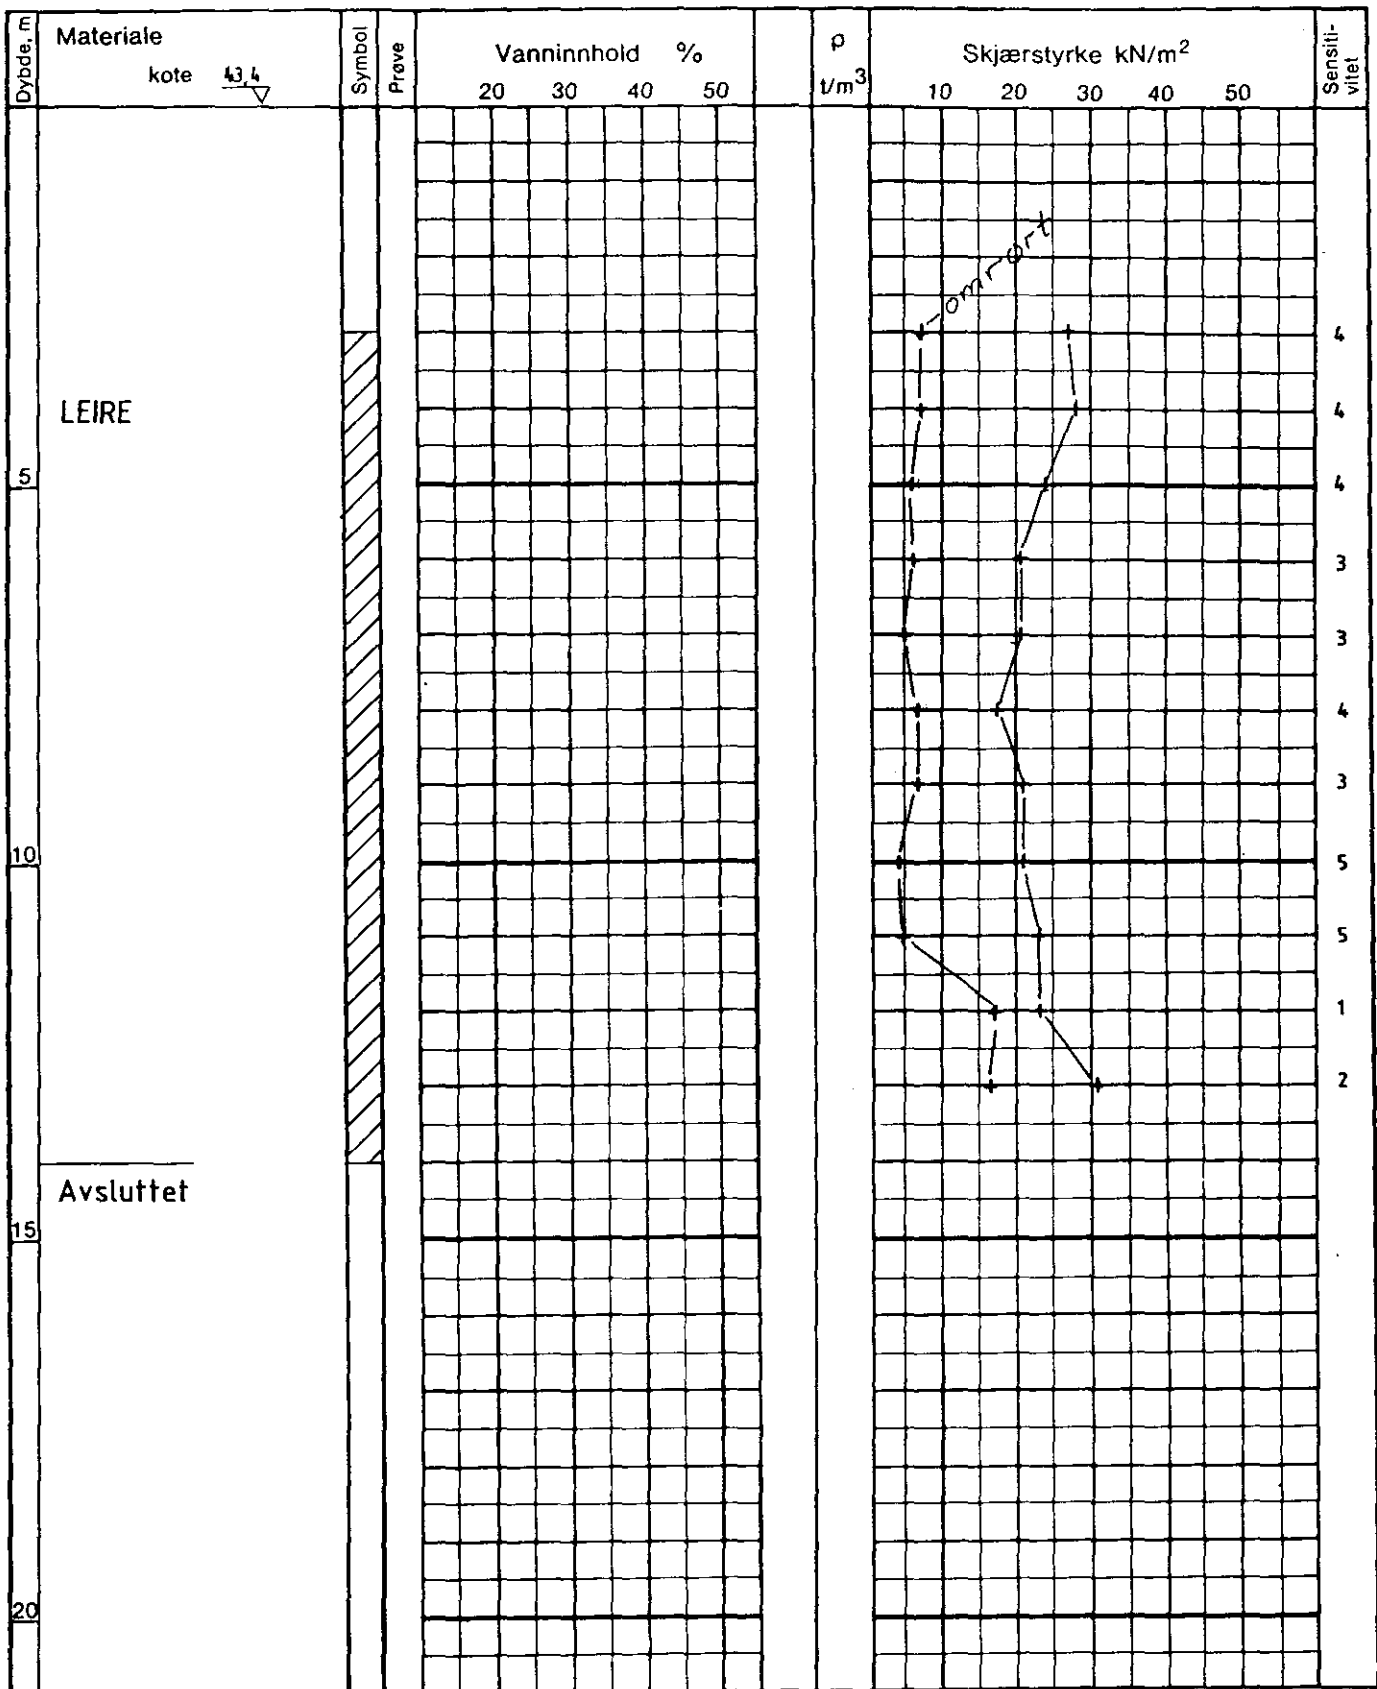 Dybde, m
Materiale
kote 43,4
Symbol
Prøve
Vanninnhold %
20 30 40 50
ρ
t/m³
Skjærstyrke kN/m²
10 20 30 40 50
Sensiti-
vitet
omrørt
4
LEIRE
4
5
4
3
3
4
3
10
5
5
1
2
Avsluttet
15
20